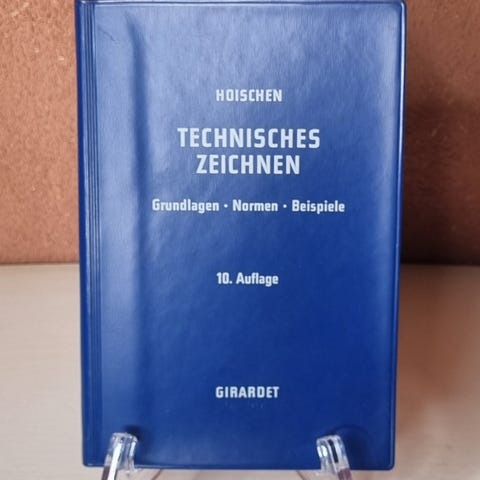 HOISCHEN
TECHNISCHES
ZEICHNEN
Grundlagen • Normen • Beispiele
10. Auflage
GIRARDET